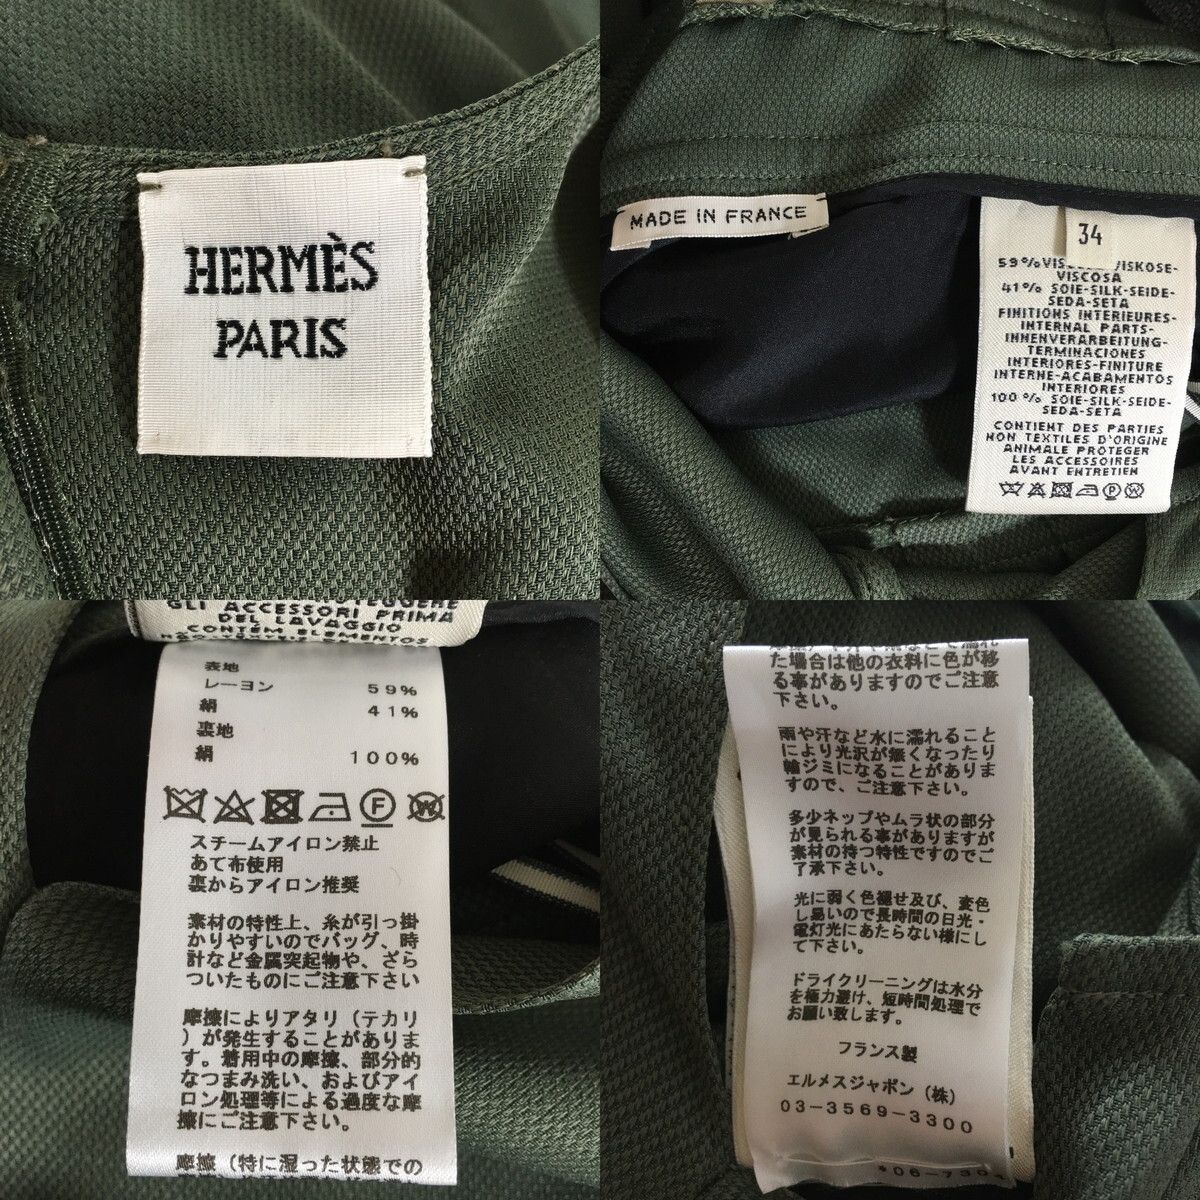 HERMÈS
PARIS
MADE IN FRANCE
34
59% VISKOSE-
VISCOSA
41% SOIE-SILK-SEIDE-
SEDA-SETA
FINITIONS INTERIEURES-
INTERNAL PARTS-
INNENVERARBEITUNG-
TERMINACIONES
INTERIORES-FINITURE
INTERNE-ACABAMENTOS
INTERIORES
100% SOIE-SILK-SEIDE-
SEDA-SETA
CONTIENT DES PARTIES
NON TEXTILES D'ORIGINE
ANIMALE PROTEGER
LES ACCESSOIRES
AVANT ENTRETIEN
GLI ACCESSORI PRIMA
DEL LAVAGGIO
CONTÉM ELEMENTOS
表地
レーヨン 59%
絹 41%
裏地
絹 100%
スチームアイロン禁止
あて布使用
裏からアイロン推奨
素材の特性上、糸が引っ掛
かりやすいのでバッグ、時
計など金属突起物や、ざら
ついたものにご注意下さい
摩擦によりアタリ（テカリ
）が発生することがありま
す。着用中の摩擦、部分的
なつまみ洗い、およびアイ
ロン処理等による過度な摩
擦にご注意下さい。
摩擦（特に湿った状態での
た場合は他の衣料に色が移
る事がありますのでご注意
下さい。
雨や汗など水に濡れること
により光沢が無くなったり
輪ジミになることがありま
すので、ご注意下さい。
多少ネップやムラ状の部分
が見られる事がありますが
素材の持つ特性ですのでご
了承下さい。
光に弱く色褪せ及び、変色
し易いので長時間の日光・
電灯光にあたらない様にし
て下さい。
ドライクリーニングは水分
を極力避け、短時間処理で
お願い致します。
フランス製
エルメスジャポン（株）
03-3569-3300
*06-730